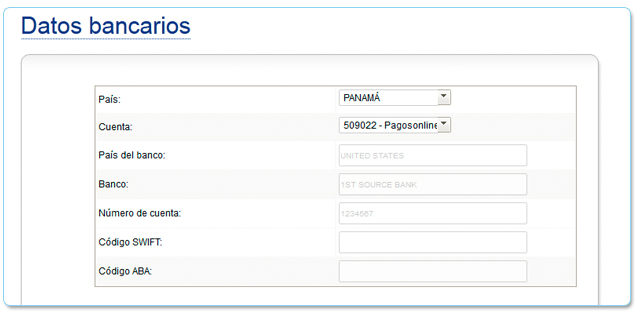 Datos bancarios
País: PANAMÁ
Cuenta: 509022 - Pagosonline
País del banco: UNITED STATES
Banco: 1ST SOURCE BANK
Número de cuenta: 1234667
Código SWIFT:
Código ABA: